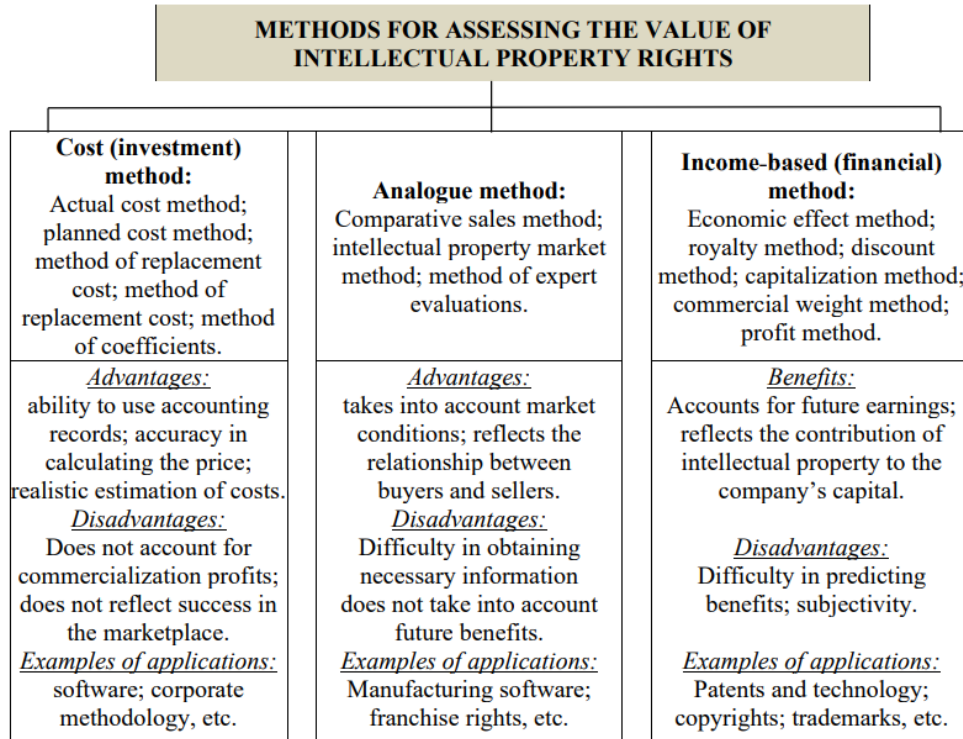 METHODS FOR ASSESSING THE VALUE OF
INTELLECTUAL PROPERTY RIGHTS
Cost (investment)
method:
Actual cost method;
planned cost method;
method of replacement
cost; method of
replacement cost; method
of coefficients.
Advantages:
ability to use accounting
records; accuracy in
calculating the price;
realistic estimation of costs.
Disadvantages:
Does not account for
commercialization profits;
does not reflect success in
the marketplace.
Examples of applications:
software; corporate
methodology, etc.
Analogue method:
Comparative sales method;
intellectual property market
method; method of expert
evaluations.
Advantages:
takes into account market
conditions; reflects the
relationship between
buyers and sellers.
Disadvantages:
Difficulty in obtaining
necessary information
does not take into account
future benefits.
Examples of applications:
Manufacturing software;
franchise rights, etc.
Income-based (financial)
method:
Economic effect method;
royalty method; discount
method; capitalization method;
commercial weight method;
profit method.
Benefits:
Accounts for future earnings;
reflects the contribution of
intellectual property to the
company’s capital.
Disadvantages:
Difficulty in predicting
benefits; subjectivity.
Examples of applications:
Patents and technology;
copyrights; trademarks, etc.